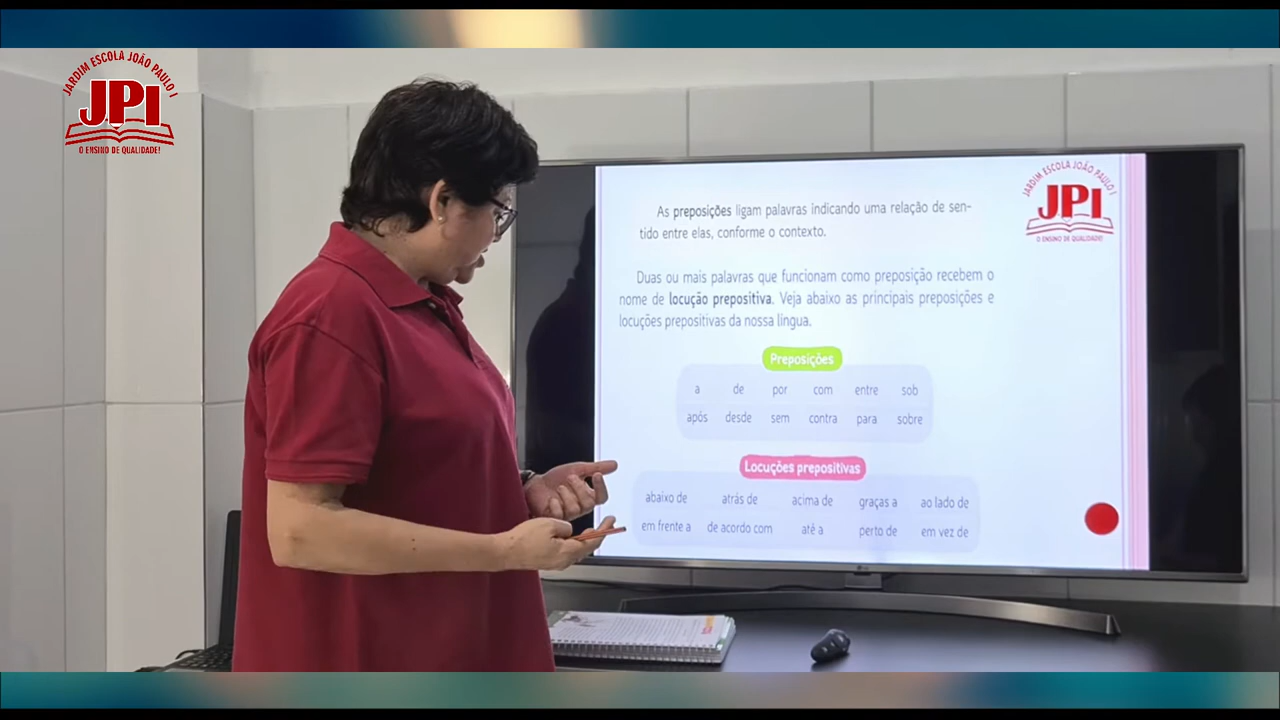 JARDIM ESCOLA JOÃO PAULO I
JPI
O ENSINO DE QUALIDADE!
JARDIM ESCOLA JOÃO PAULO I
JPI
O ENSINO DE QUALIDADE!
As preposições ligam palavras indicando uma relação de sen-
tido entre elas, conforme o contexto.
Duas ou mais palavras que funcionam como preposição recebem o
nome de locução prepositiva. Veja abaixo as principais preposições e
locuções prepositivas da nossa língua.
Preposições
a de por com entre sob
após desde sem contra para sobre
Locuções prepositivas
abaixo de atrás de acima de graças a ao lado de
em frente a de acordo com até a perto de em vez de
LG